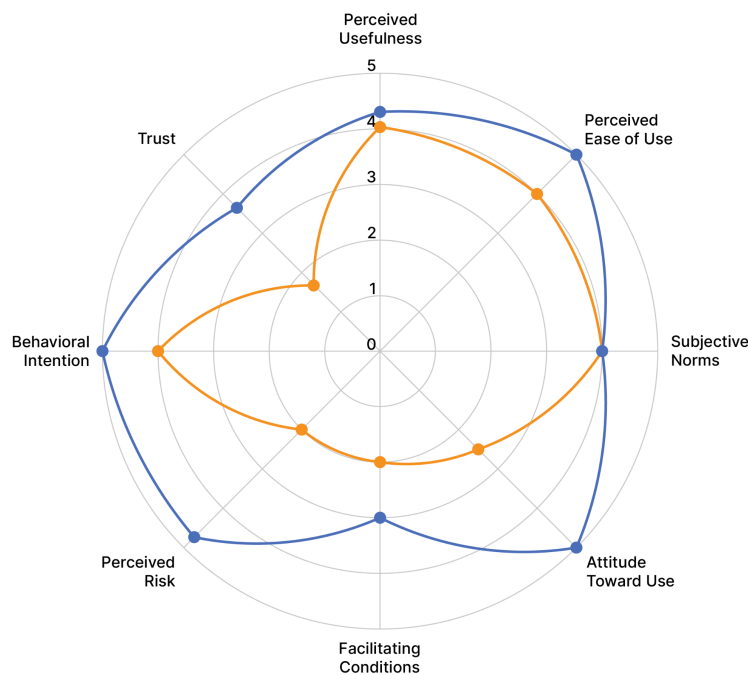 Perceived
Usefulness
5
Perceived
Ease of Use
4
Trust
3
2
1
0
Behavioral
Intention
Subjective
Norms
Perceived
Risk
Attitude
Toward Use
Facilitating
Conditions